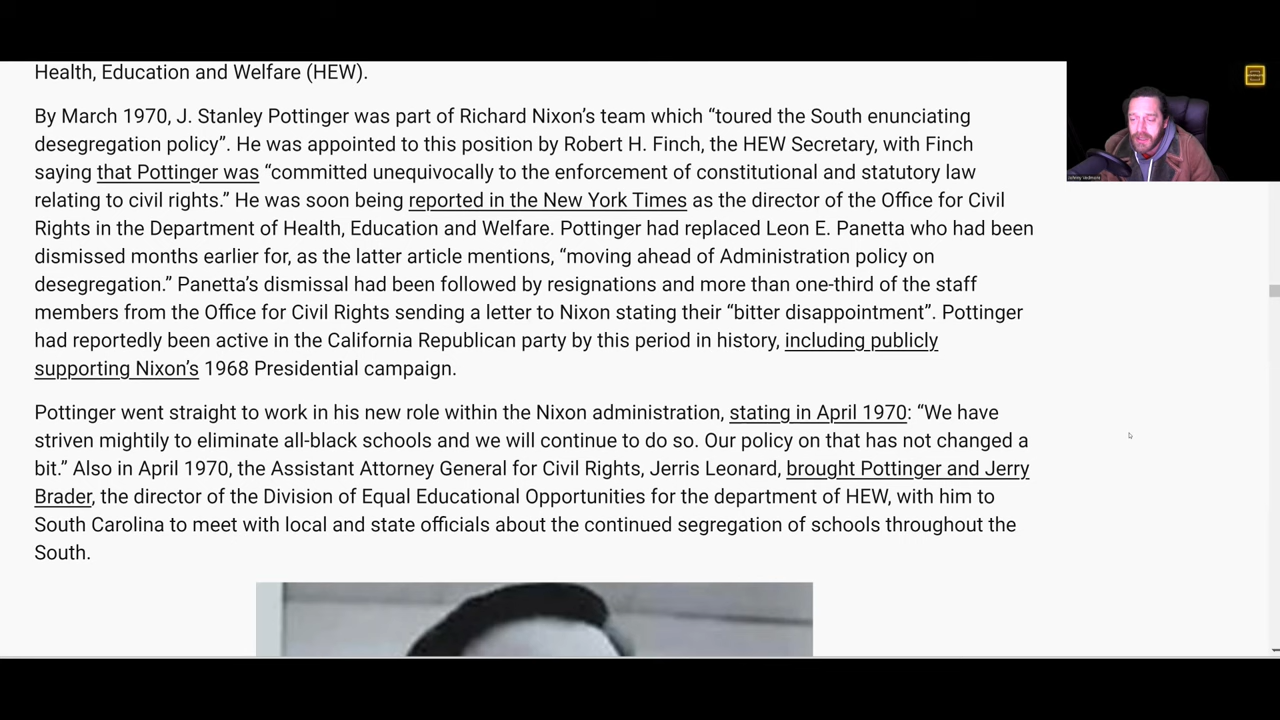 Health, Education and Welfare (HEW).
By March 1970, J. Stanley Pottinger was part of Richard Nixon’s team which “toured the South enunciating
desegregation policy”. He was appointed to this position by Robert H. Finch, the HEW Secretary, with Finch
saying that Pottinger was “committed unequivocally to the enforcement of constitutional and statutory law
relating to civil rights.” He was soon being reported in the New York Times as the director of the Office for Civil
Rights in the Department of Health, Education and Welfare. Pottinger had replaced Leon E. Panetta who had been
dismissed months earlier for, as the latter article mentions, “moving ahead of Administration policy on
desegregation.” Panetta’s dismissal had been followed by resignations and more than one-third of the staff
members from the Office for Civil Rights sending a letter to Nixon stating their “bitter disappointment”. Pottinger
had reportedly been active in the California Republican party by this period in history, including publicly
supporting Nixon’s 1968 Presidential campaign.
Pottinger went straight to work in his new role within the Nixon administration, stating in April 1970: “We have
striven mightily to eliminate all-black schools and we will continue to do so. Our policy on that has not changed a
bit.” Also in April 1970, the Assistant Attorney General for Civil Rights, Jerris Leonard, brought Pottinger and Jerry
Brader, the director of the Division of Equal Educational Opportunities for the department of HEW, with him to
South Carolina to meet with local and state officials about the continued segregation of schools throughout the
South.